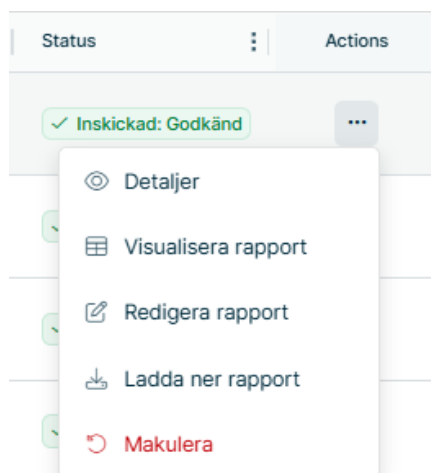 Status
Actions
Inskickad: Godkänd
Detaljer
Visualisera rapport
Redigera rapport
Ladda ner rapport
Makulera